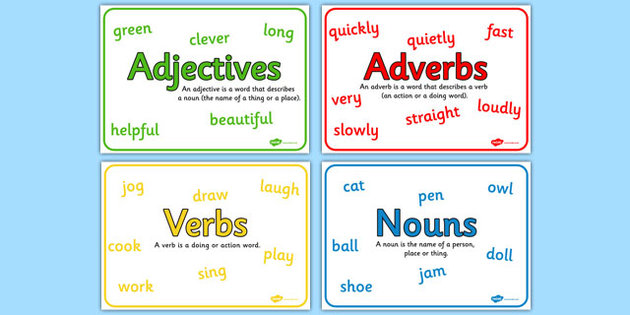 green
clever
long
Adjectives
An adjective is a word that describes
a noun (the name of a thing or a place).
helpful
beautiful
quickly
quietly
fast
Adverbs
An adverb is a word that describes a verb
(an action or a doing word).
very
slowly
straight
loudly
jog
draw
laugh
Verbs
A verb is a doing or action word.
cook
play
sing
work
cat
pen
owl
Nouns
A noun is the name of a person,
place or thing.
ball
doll
jam
shoe